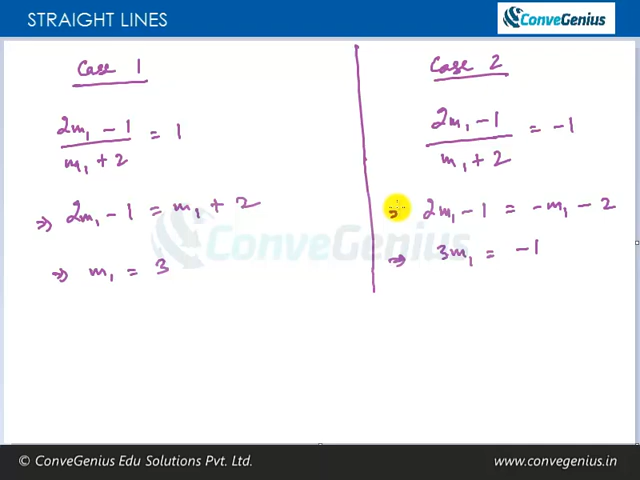 STRAIGHT LINES
ConveGenius
Case 1
(2m₁ - 1)/(m₁ + 2) = 1
⇒ 2m₁ - 1 = m₁ + 2
⇒ m₁ = 3
Case 2
(2m₁ - 1)/(m₁ + 2) = -1
⇒ 2m₁ - 1 = -m₁ - 2
⇒ 3m₁ = -1
ConveGenius
© ConveGenius Edu Solutions Pvt. Ltd.
www.convegenius.in